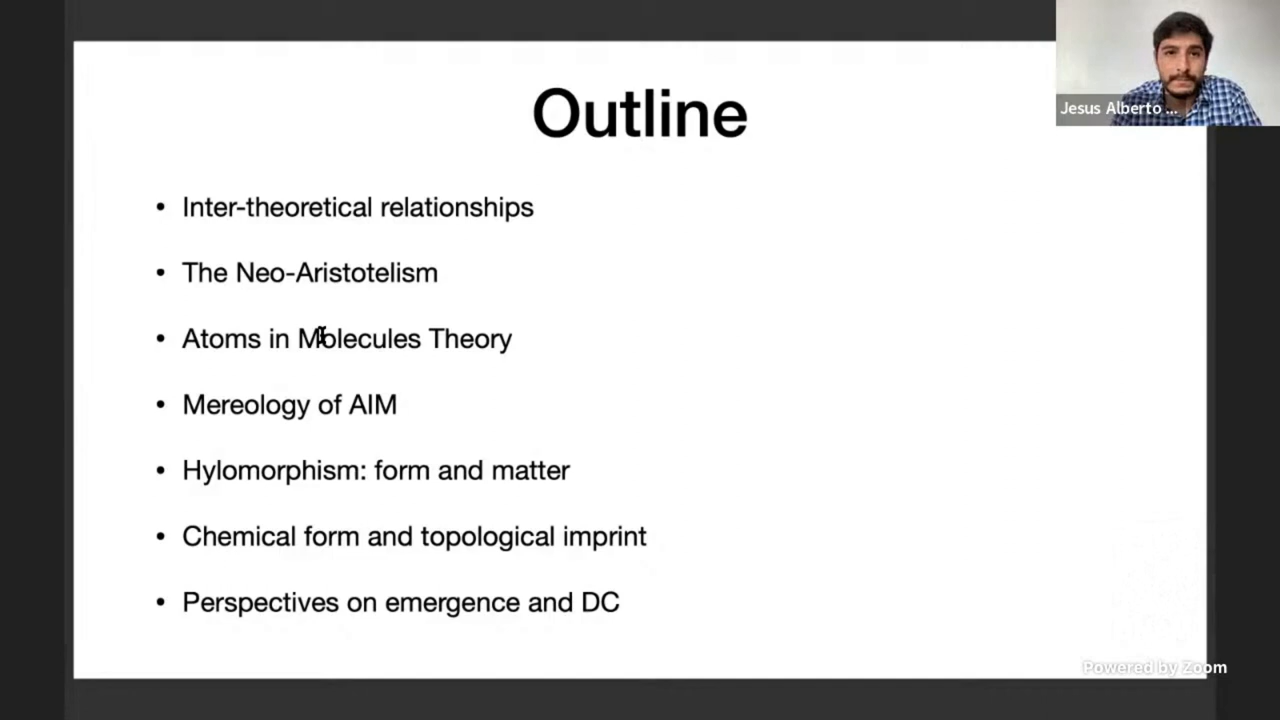 Outline
Jesus Alberto ...
• Inter-theoretical relationships
• The Neo-Aristotelism
• Atoms in Molecules Theory
• Mereology of AIM
• Hylomorphism: form and matter
• Chemical form and topological imprint
• Perspectives on emergence and DC
Powered by Zoom